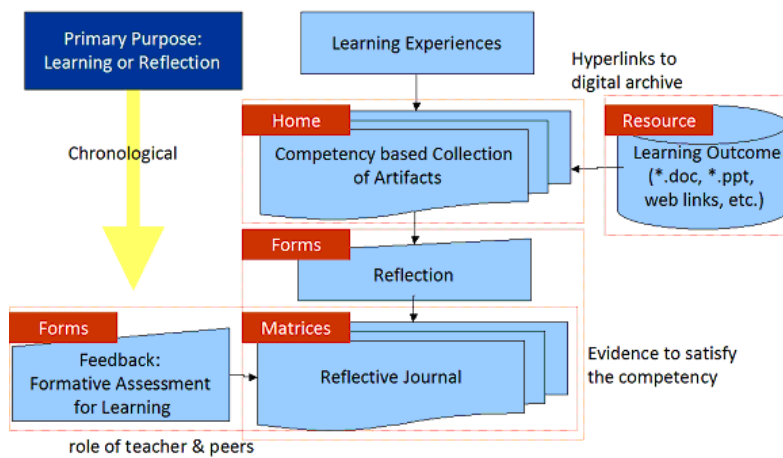 Primary Purpose:
Learning or Reflection
Learning Experiences
Hyperlinks to
digital archive
Home
Resource
Chronological
Competency based Collection
of Artifacts
Learning Outcome
(*.doc, *.ppt,
web links, etc.)
Forms
Reflection
Forms
Matrices
Feedback:
Formative Assessment
for Learning
Reflective Journal
Evidence to satisfy
the competency
role of teacher & peers